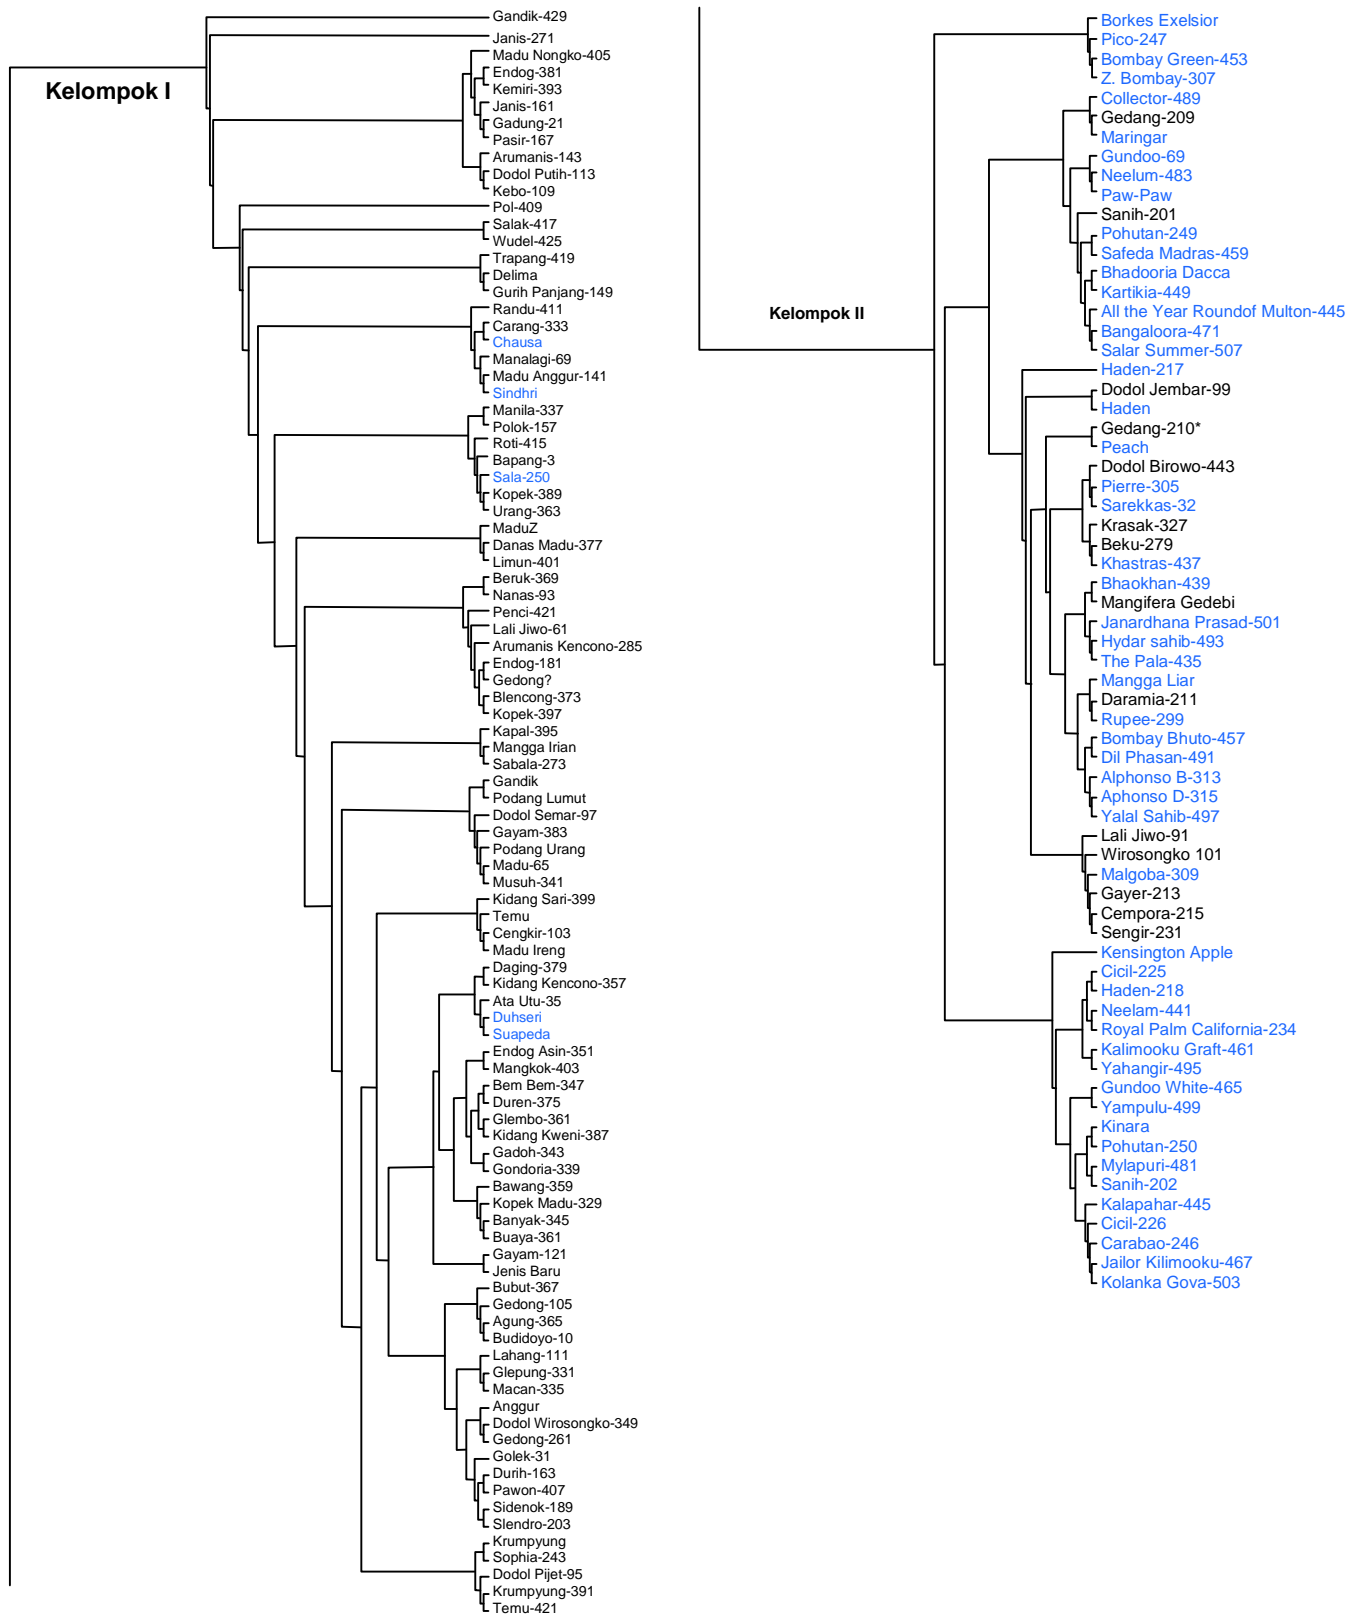 Gandik-429
Janis-271
Madu Nongko-405
Endog-381
Kemiri-393
Kelompok I
Janis-161
Gadung-21
Pasir-167
Arumanis-143
Dodol Putih-113
Kebo-109
Pol-409
Salak-417
Wudel-425
Trapang-419
Delima
Gurih Panjang-149
Randu-411
Carang-333
Chausa
Manalagi-69
Madu Anggur-141
Sindhri
Manila-337
Polok-157
Roti-415
Bapang-3
Sala-250
Kopek-389
Urang-363
MaduZ
Danas Madu-377
Limun-401
Beruk-369
Nanas-93
Penci-421
Lali Jiwo-61
Arumanis Kencono-285
Endog-181
Gedong?
Blencong-373
Kopek-397
Kapal-395
Mangga Irian
Sabala-273
Gandik
Podang Lumut
Dodol Semar-97
Gayam-383
Podang Urang
Madu-65
Musuh-341
Kidang Sari-399
Temu
Cengkir-103
Madu Ireng
Daging-379
Kidang Kencono-357
Ata Utu-35
Duhseri
Suapeda
Endog Asin-351
Mangkok-403
Bem Bem-347
Duren-375
Glembo-361
Kidang Kweni-387
Gadoh-343
Gondoria-339
Bawang-359
Kopek Madu-329
Banyak-345
Buaya-361
Gayam-121
Jenis Baru
Bubut-367
Gedong-105
Agung-365
Budidoyo-10
Lahang-111
Glepung-331
Macan-335
Anggur
Dodol Wirosongko-349
Gedong-261
Golek-31
Durih-163
Pawon-407
Sidenok-189
Slendro-203
Krumpyung
Sophia-243
Dodol Pijet-95
Krumpyung-391
Temu-421
Borkes Exelsior
Pico-247
Bombay Green-453
Z. Bombay-307
Collector-489
Gedang-209
Maringar
Gundoo-69
Neelum-483
Paw-Paw
Sanih-201
Pohutan-249
Safeda Madras-459
Bhadooria Dacca
Kartikia-449
Kelompok II
All the Year Roundof Multon-445
Bangaloora-471
Salar Summer-507
Haden-217
Dodol Jembar-99
Haden
Gedang-210*
Peach
Dodol Birowo-443
Pierre-305
Sarekkas-32
Krasak-327
Beku-279
Khastras-437
Bhaokhan-439
Mangifera Gedebi
Janardhana Prasad-501
Hydar sahib-493
The Pala-435
Mangga Liar
Daramia-211
Rupee-299
Bombay Bhuto-457
Dil Phasan-491
Alphonso B-313
Aphonso D-315
Yalal Sahib-497
Lali Jiwo-91
Wirosongko 101
Malgoba-309
Gayer-213
Cempora-215
Sengir-231
Kensington Apple
Cicil-225
Haden-218
Neelam-441
Royal Palm California-234
Kalimooku Graft-461
Yahangir-495
Gundoo White-465
Yampulu-499
Kinara
Pohutan-250
Mylapuri-481
Sanih-202
Kalapahar-445
Cicil-226
Carabao-246
Jailor Kilimooku-467
Kolanka Gova-503